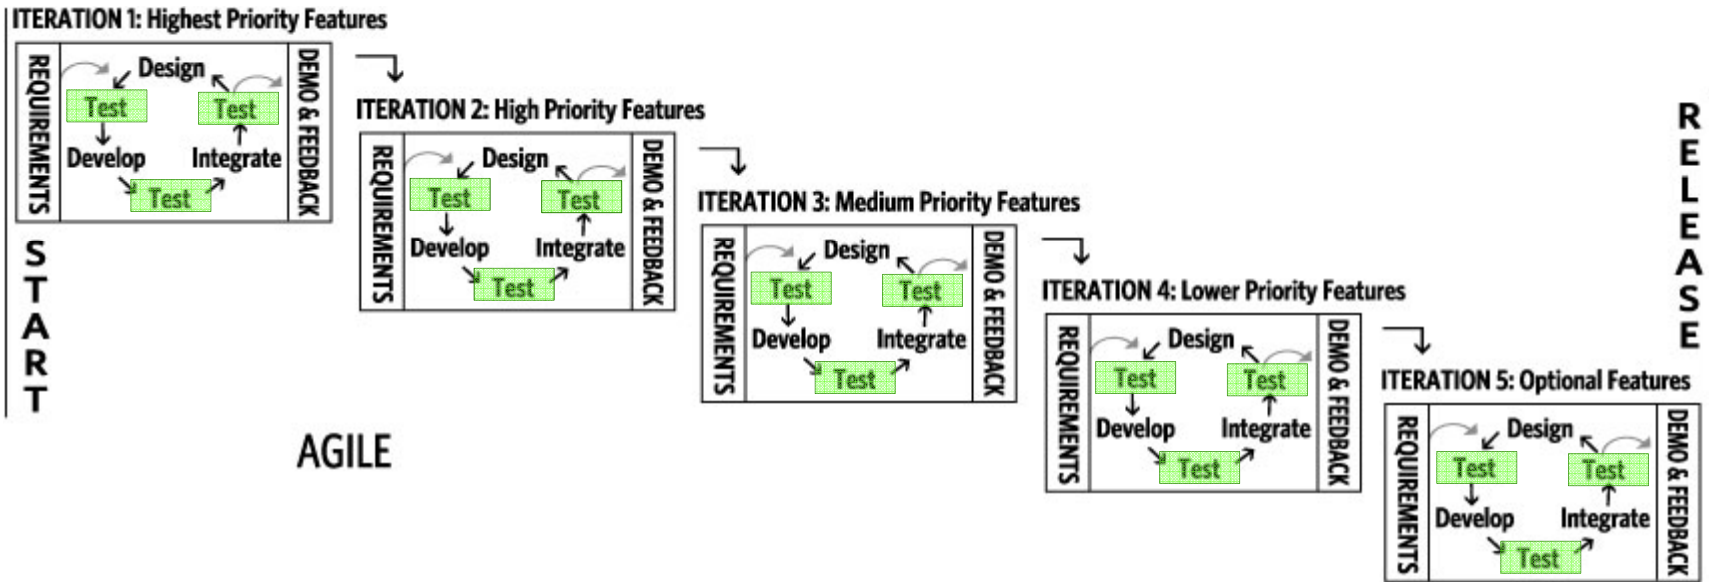 ITERATION 1: Highest Priority Features
REQUIREMENTS
Design
Test
Test
Develop
Integrate
Test
DEMO & FEEDBACK
ITERATION 2: High Priority Features
REQUIREMENTS
Design
Test
Test
Develop
Integrate
Test
DEMO & FEEDBACK
ITERATION 3: Medium Priority Features
REQUIREMENTS
Design
Test
Test
Develop
Integrate
Test
DEMO & FEEDBACK
ITERATION 4: Lower Priority Features
REQUIREMENTS
Design
Test
Test
Develop
Integrate
Test
DEMO & FEEDBACK
ITERATION 5: Optional Features
REQUIREMENTS
Design
Test
Test
Develop
Integrate
Test
DEMO & FEEDBACK
START
RELEASE
AGILE